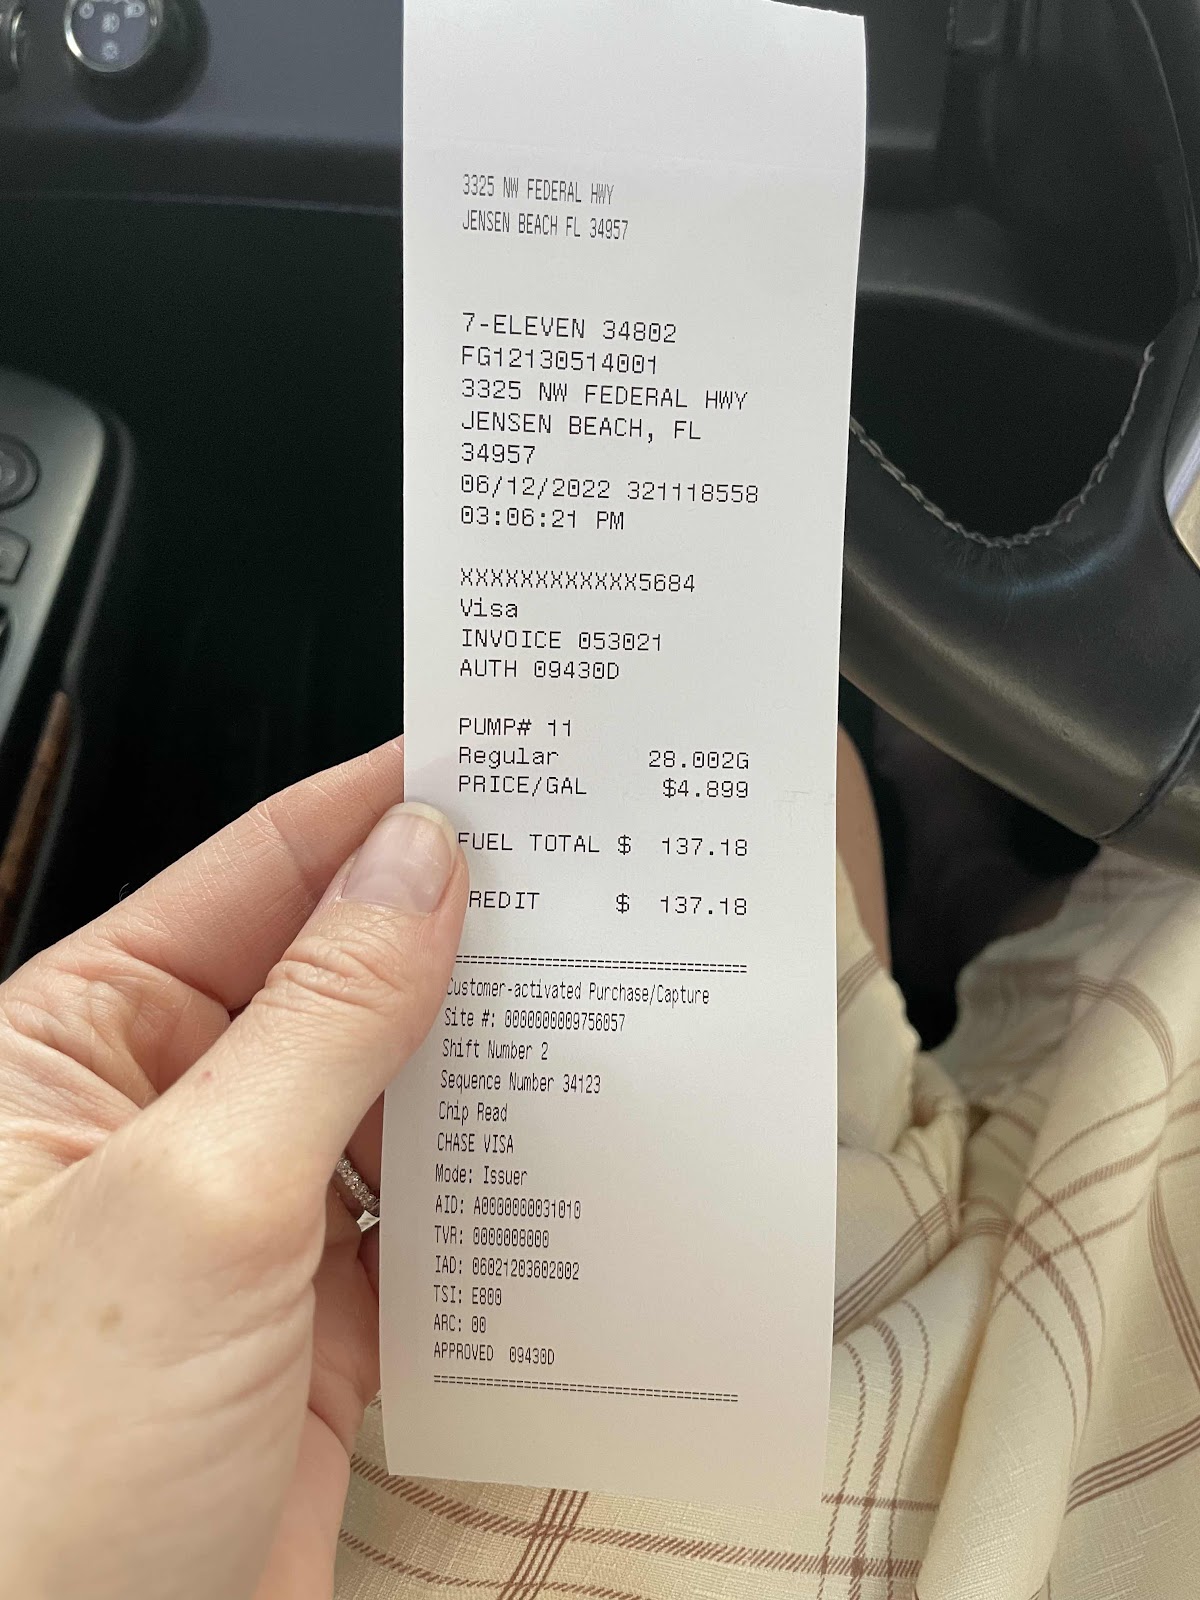 3325 NW FEDERAL HWY
JENSEN BEACH FL 34957
7-ELEVEN 34802
FG12130514001
3325 NW FEDERAL HWY
JENSEN BEACH, FL
34957
06/12/2022 321118558
03:06:21 PM
XXXXXXXXXXXX5684
Visa
INVOICE 053021
AUTH 09430D
PUMP# 11
Regular 28.002G
PRICE/GAL $4.899
FUEL TOTAL $ 137.18
REDIT $ 137.18
=======================================
Customer-activated Purchase/Capture
Site #: 0000000009756057
Shift Number 2
Sequence Number 34123
Chip Read
CHASE VISA
Mode: Issuer
AID: A0000000031010
TVR: 0000008000
IAD: 06021203602002
TSI: E800
ARC: 00
APPROVED 09430D
=======================================